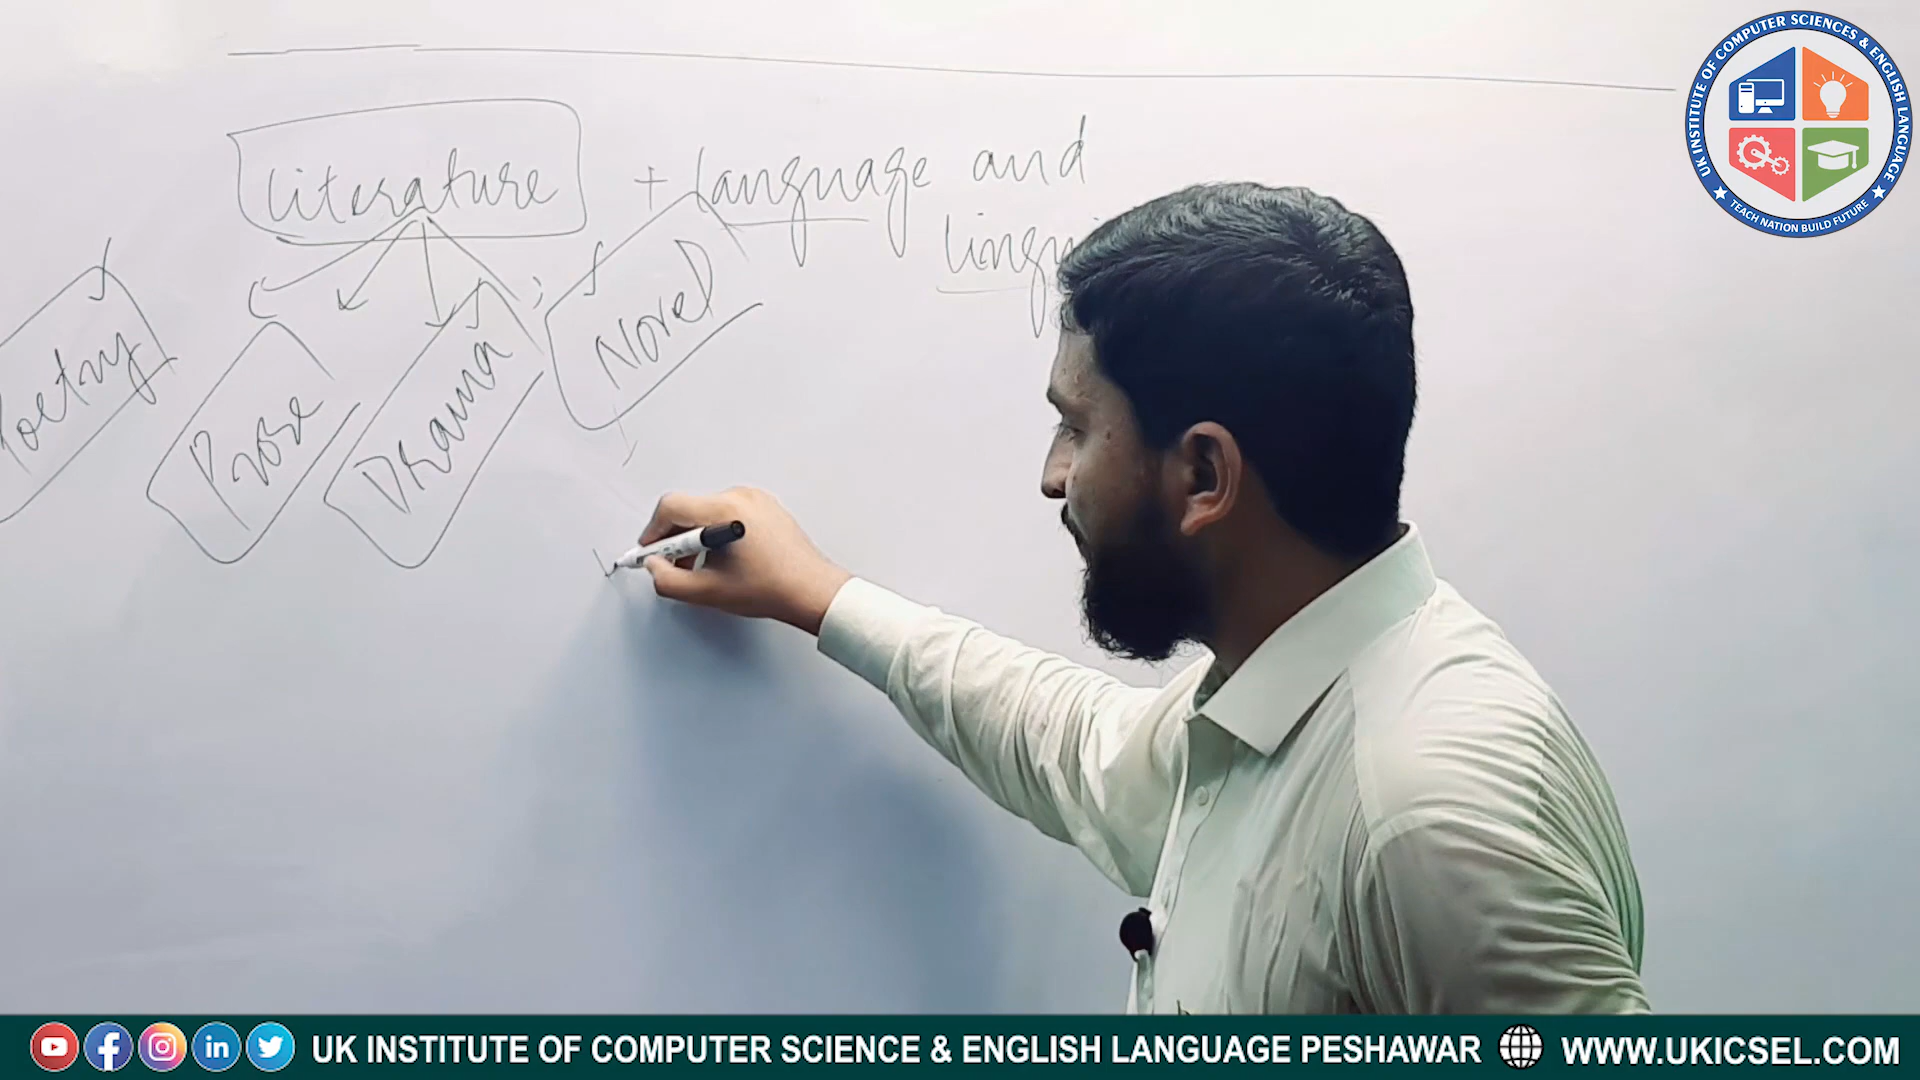 Literature + Language and
Lingui
Poetry
Prose
Drama
Novel
UK INSTITUTE OF COMPUTER SCIENCES & ENGLISH LANGUAGE
TEACH NATION BUILD FUTURE
UK INSTITUTE OF COMPUTER SCIENCE & ENGLISH LANGUAGE PESHAWAR WWW.UKICSEL.COM